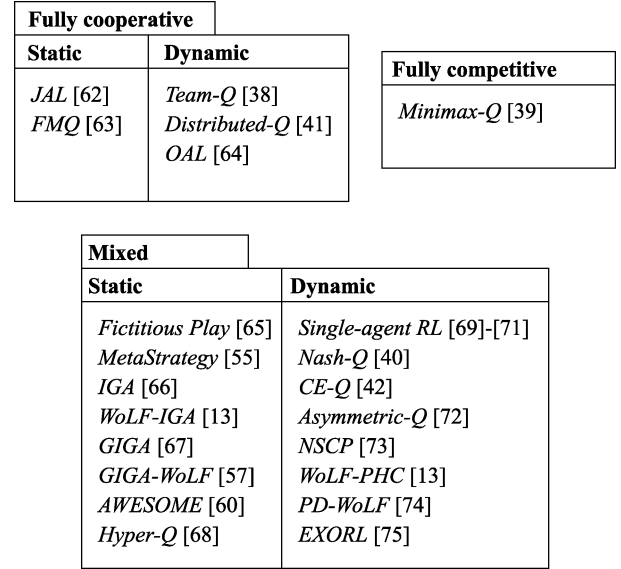 Fully cooperative
Static Dynamic
JAL [62] Team-Q [38]
FMQ [63] Distributed-Q [41]
OAL [64]
Fully competitive
Minimax-Q [39]
Mixed
Static Dynamic
Fictitious Play [65] Single-agent RL [69]-[71]
MetaStrategy [55] Nash-Q [40]
IGA [66] CE-Q [42]
WoLF-IGA [13] Asymmetric-Q [72]
GIGA [67] NSCP [73]
GIGA-WoLF [57] WoLF-PHC [13]
AWESOME [60] PD-WoLF [74]
Hyper-Q [68] EXORL [75]